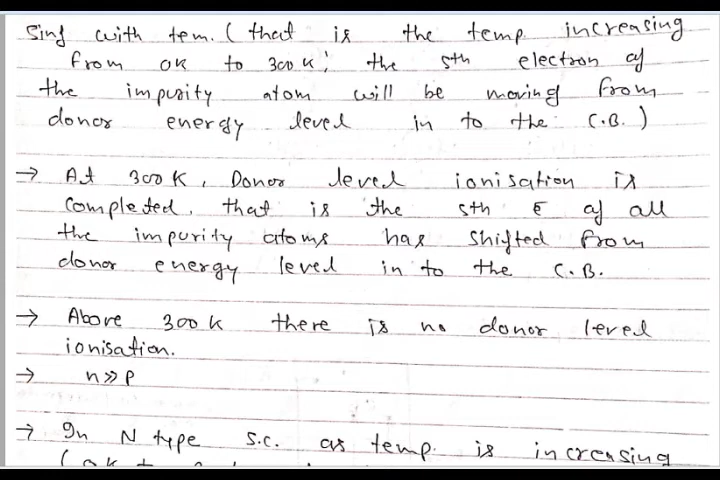 sing with tem. ( that is the temp increasing
from 0K to 300K, the 5th electron of
the impurity atom will be moving from
donor energy level in to the C.B. )
→ At 300K, Donor level ionisation is
completed, that is the 5th e̅ of all
the impurity atoms has shifted from
donor energy level in to the C.B.
→ Above 300K there is no donor level
ionisation.
→ n >> p
→ In N type s.c. as temp. is increasing